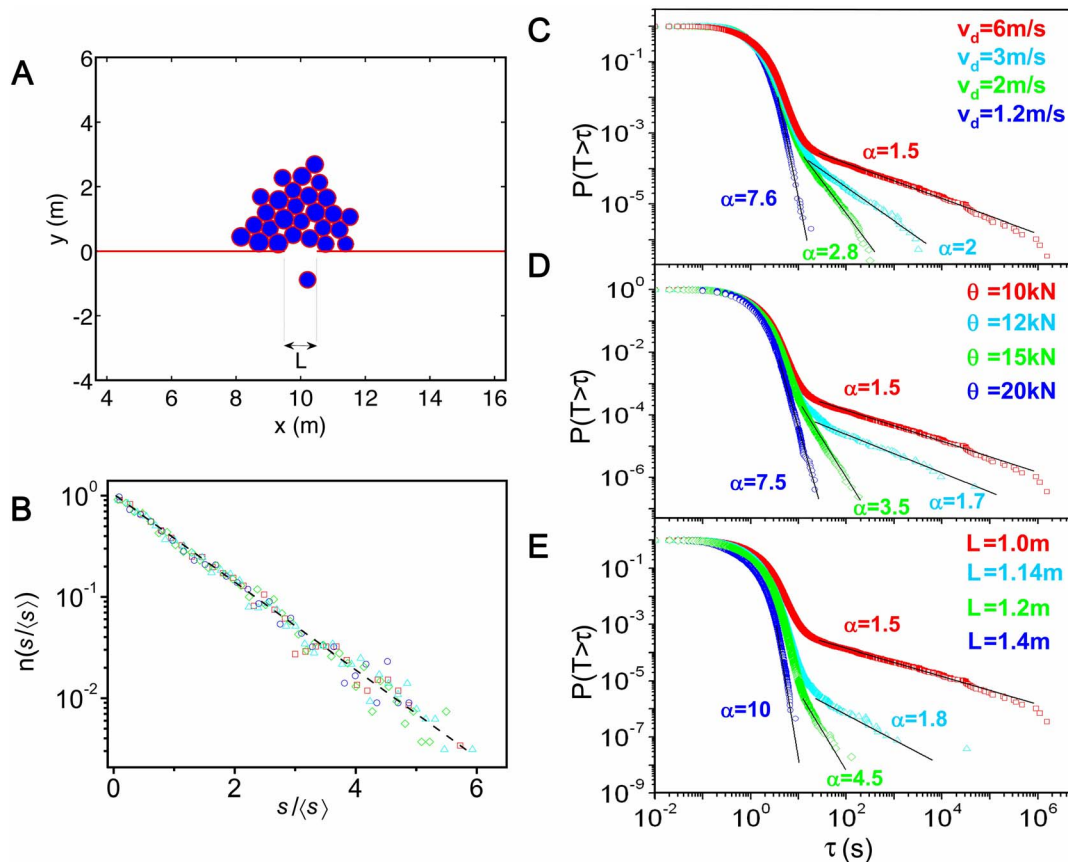 A
6
4
2
0
-2
-4
y (m)
L
4 6 8 10 12 14 16
x (m)
B
10^0
10^-1
10^-2
n(s/⟨s⟩)
0 2 4 6
s/⟨s⟩
C
v_d=6m/s
v_d=3m/s
v_d=2m/s
v_d=1.2m/s
10^-1
10^-3
10^-5
P(T>τ)
α=1.5
α=7.6
α=2.8
α=2
D
θ =10kN
θ =12kN
θ =15kN
θ =20kN
10^0
10^-2
10^-4
10^-6
P(T>τ)
α=1.5
α=7.5
α=3.5
α=1.7
E
L=1.0m
L=1.14m
L=1.2m
L=1.4m
10^-1
10^-3
10^-5
10^-7
10^-9
P(T>τ)
α=1.5
α=10
α=1.8
α=4.5
10^-2 10^0 10^2 10^4 10^6
τ (s)